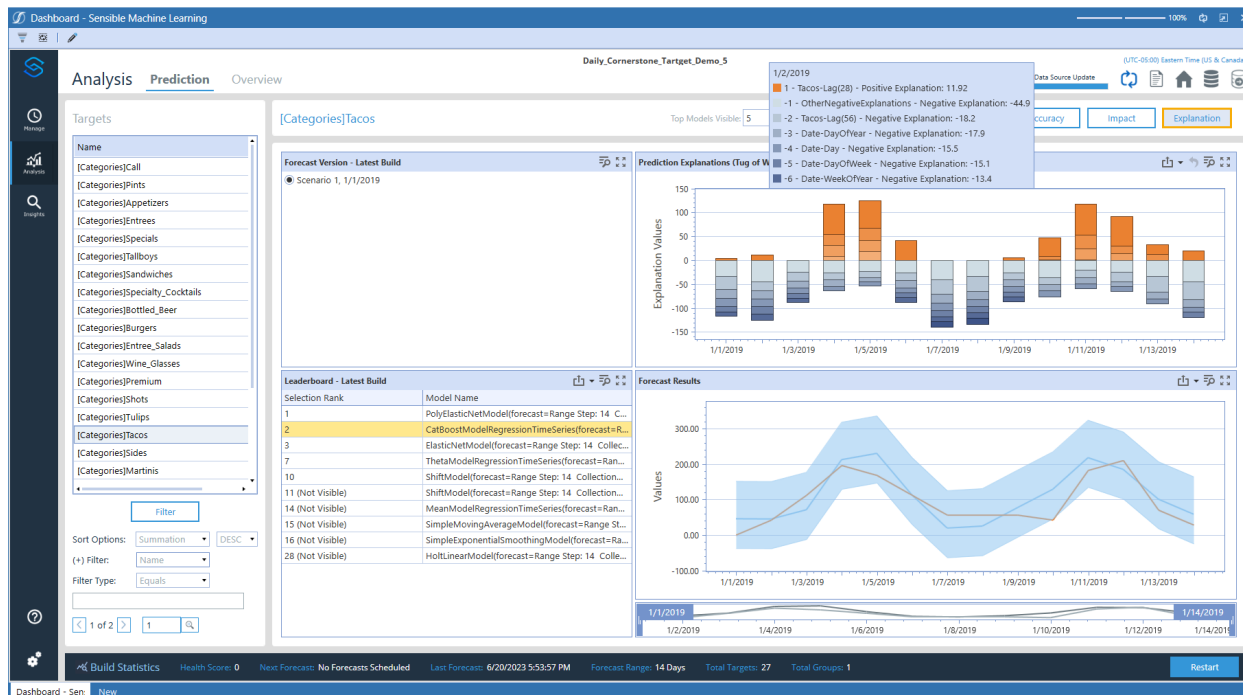 Dashboard - Sensible Machine Learning
100%
Daily_Cornerstone_Tartget_Demo_5
(UTC-05:00) Eastern Time (US & Canada
Analysis Prediction Overview
Data Source Update
1/2/2019
1 - Tacos-Lag(28) - Positive Explanation: 11.92
-1 - OtherNegativeExplanations - Negative Explanation: -44.9
-2 - Tacos-Lag(56) - Negative Explanation: -18.2
-3 - Date-DayOfYear - Negative Explanation: -17.9
-4 - Date-Day - Negative Explanation: -15.5
-5 - Date-DayOfWeek - Negative Explanation: -15.1
-6 - Date-WeekOfYear - Negative Explanation: -13.4
Manage
Analysis
Insights
Targets
Name
[Categories]Call
[Categories]Pints
[Categories]Appetizers
[Categories]Entrees
[Categories]Specials
[Categories]Tallboys
[Categories]Sandwiches
[Categories]Specialty_Cocktails
[Categories]Bottled_Beer
[Categories]Burgers
[Categories]Entree_Salads
[Categories]Wine_Glasses
[Categories]Premium
[Categories]Shots
[Categories]Tulips
[Categories]Tacos
[Categories]Sides
[Categories]Martinis
Filter
Sort Options: Summation DESC
(+) Filter: Name
Filter Type: Equals
1 of 2 1
[Categories]Tacos
Top Models Visible: 5
ccuracy Impact Explanation
Forecast Version - Latest Build
Scenario 1, 1/1/2019
Prediction Explanations (Tug of W
Explanation Values
150
100
50
0
-50
-100
-150
1/1/2019 1/3/2019 1/5/2019 1/7/2019 1/9/2019 1/11/2019 1/13/2019
Leaderboard - Latest Build
Selection Rank Model Name
1 PolyElasticNetModel(forecast=Range Step: 14 C...
2 CatBoostModelRegressionTimeSeries(forecast=R...
3 ElasticNetModel(forecast=Range Step: 14 Collec...
7 ThetaModelRegressionTimeSeries(forecast=Ran...
10 ShiftModel(forecast=Range Step: 14 Collection...
11 (Not Visible) ShiftModel(forecast=Range Step: 14 Collection...
14 (Not Visible) MeanModelRegressionTimeSeries(forecast=Ran...
15 (Not Visible) SimpleMovingAverageModel(forecast=Range St...
16 (Not Visible) SimpleExponentialSmoothingModel(forecast=Ran...
28 (Not Visible) HoltLinearModel(forecast=Range Step: 14 Colle...
Forecast Results
Values
300.00
200.00
100.00
0.00
-100.00
1/1/2019 1/3/2019 1/5/2019 1/7/2019 1/9/2019 1/11/2019 1/13/2019
1/1/2019 1/14/2019
1/2/2019 1/4/2019 1/6/2019 1/8/2019 1/10/2019 1/12/2019 1/14/2019
Build Statistics Health Score: 0 Next Forecast: No Forecasts Scheduled Last Forecast: 6/20/2023 5:53:57 PM Forecast Range: 14 Days Total Targets: 27 Total Groups: 1 Restart
Dashboard - Sen: New